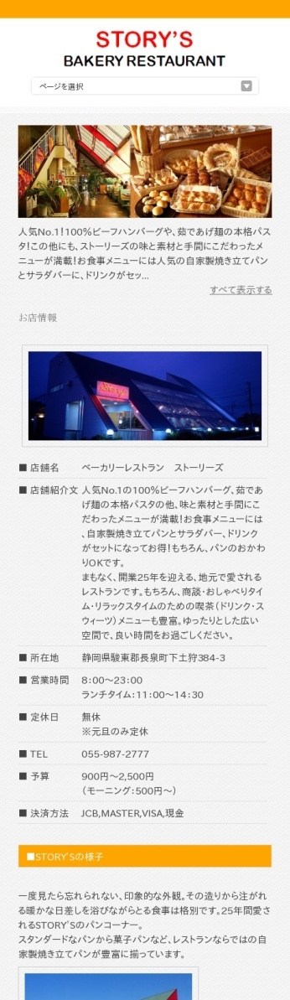 STORY'S
BAKERY RESTAURANT
ページを選択
人気No.1！100％ビーフハンバーグや、茹であげ麺の本格パス
タ！この他にも、ストーリーズの味と素材と手間にこだわったメ
ニューが満載！お食事メニューには人気の自家製焼き立てパン
とサラダバーに、ドリンクがセッ...
すべて表示する
お店情報
Story's
■ 店舗名 ベーカリーレストラン　ストーリーズ
■ 店舗紹介文 人気No.1の100％ビーフハンバーグ、茹であ
げ麺の本格パスタの他、味と素材と手間にこ
だわったメニューが満載！お食事メニューには
、自家製焼き立てパンとサラダバー、ドリンク
がセットになってお得！もちろん、パンのおかわ
りOKです。
まもなく、開業25年を迎える、地元で愛される
レストランです。もちろん、商談・おしゃべりタイ
ム・リラックスタイムのための喫茶（ドリンク・ス
ウィーツ）メニューも豊富。ゆったりとした広い
空間で、良い時間をお過ごしください。
■ 所在地 静岡県駿東郡長泉町下土狩384-3
■ 営業時間 8：00～23：00
ランチタイム：11：00～14：30
■ 定休日 無休
※元旦のみ定休
■ TEL 055-987-2777
■ 予算 900円～2,500円
（モーニング：500円～）
■ 決済方法 JCB,MASTER,VISA,現金
■STORY'Sの様子
一度見たら忘れられない、印象的な外観。その造りから注がれ
る暖かな日差しを浴びながらとる食事は格別です。25年間愛さ
れるSTORY'Sのパンコーナー。
スタンダードなパンから菓子パンなど、レストランならではの自
家製焼き立てパンが豊富に揃っています。